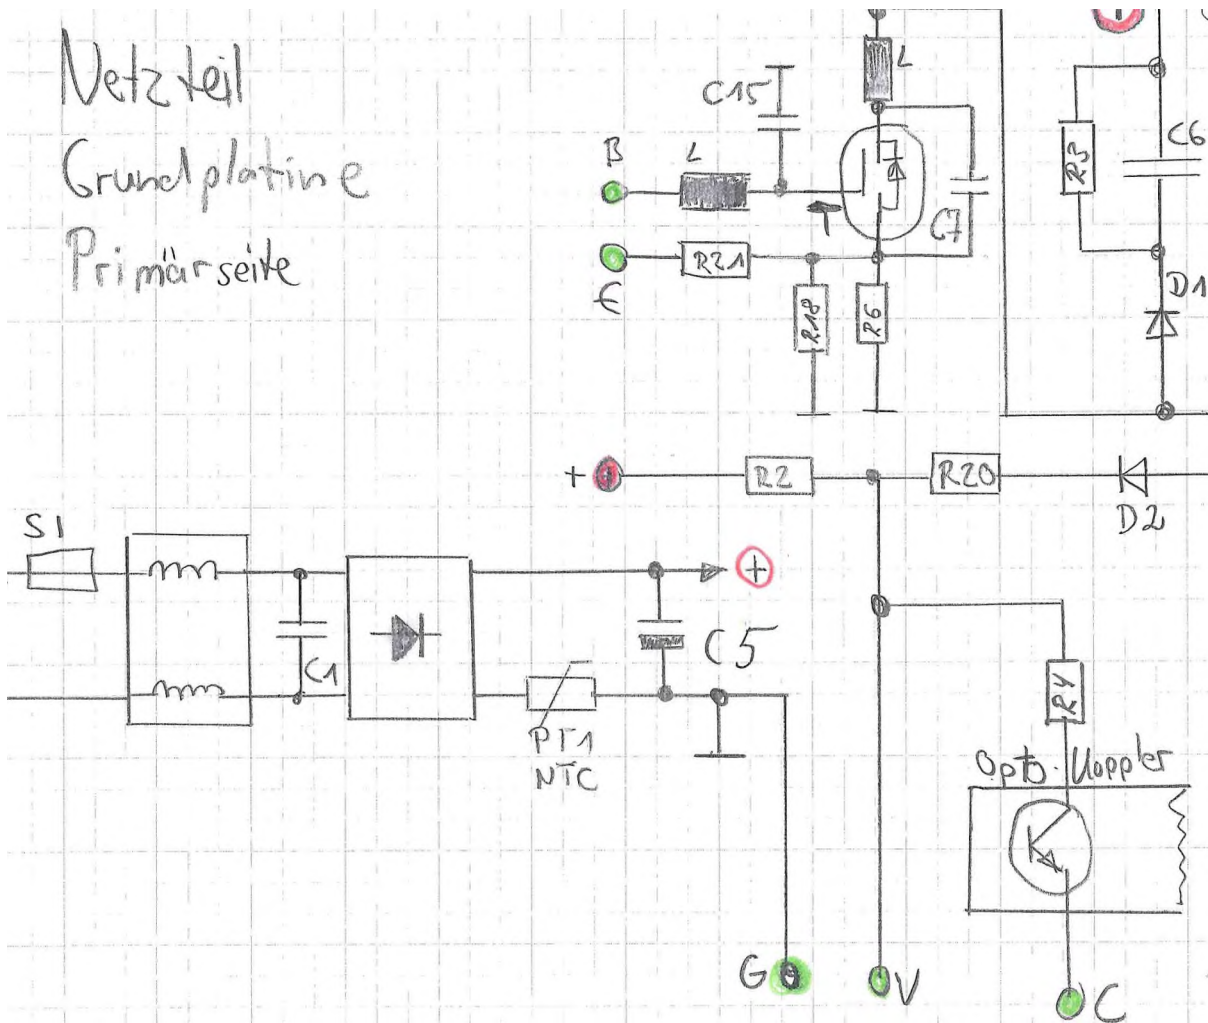 Netzteil
Grundplatine
Primärseite
L
C15
B
L
C7
E
R21
R18
R6
+
R3
C6
D1
+
R2
R20
D2
S1
C1
+
C5
PT1
NTC
R4
Opto-Koppler
G
V
C